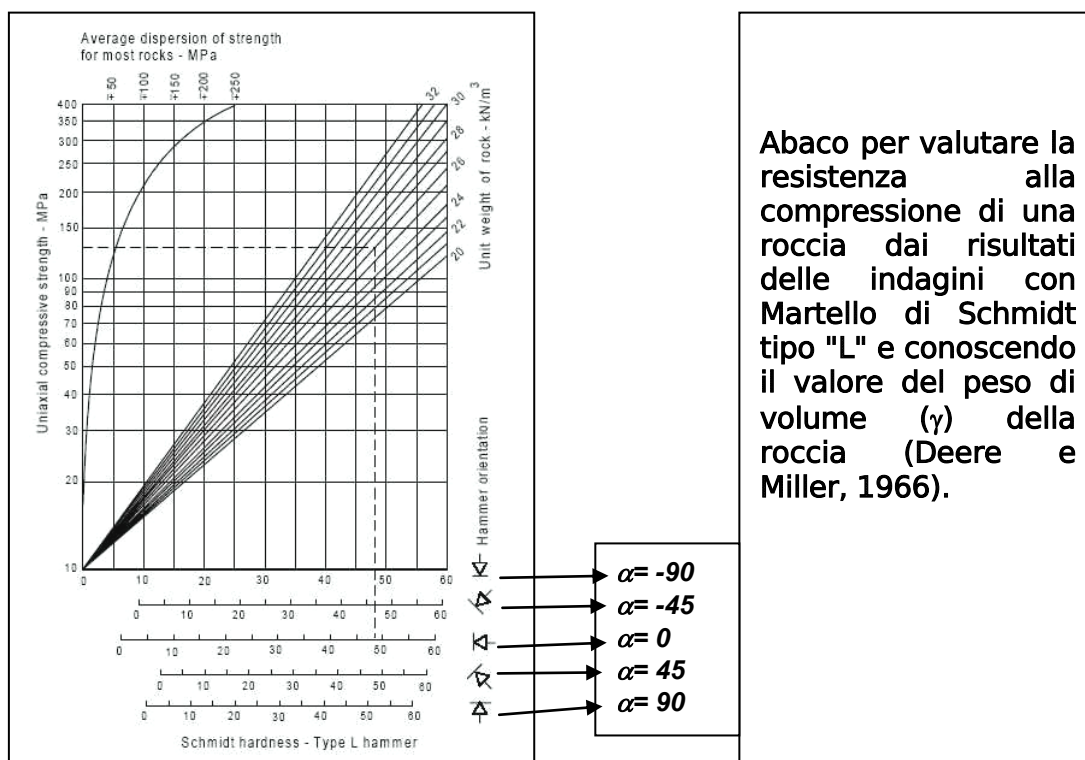 Average dispersion of strength
for most rocks - MPa
∓50
∓100
∓150
∓200
∓250
400
350
300
250
200
150
100
90
80
70
60
50
40
30
20
10
Uniaxial compressive strength - MPa
32
30
28
26
24
22
20
Unit weight of rock - kN/m³
Hammer orientation
0 10 20 30 40 50 60
0 10 20 30 40 50 60
0 10 20 30 40 50 60
0 10 20 30 40 50 60
0 10 20 30 40 50 60
Schmidt hardness - Type L hammer
α= -90
α= -45
α= 0
α= 45
α= 90
Abaco per valutare la
resistenza alla
compressione di una
roccia dai risultati
delle indagini con
Martello di Schmidt
tipo "L" e conoscendo
il valore del peso di
volume (γ) della
roccia (Deere e
Miller, 1966).